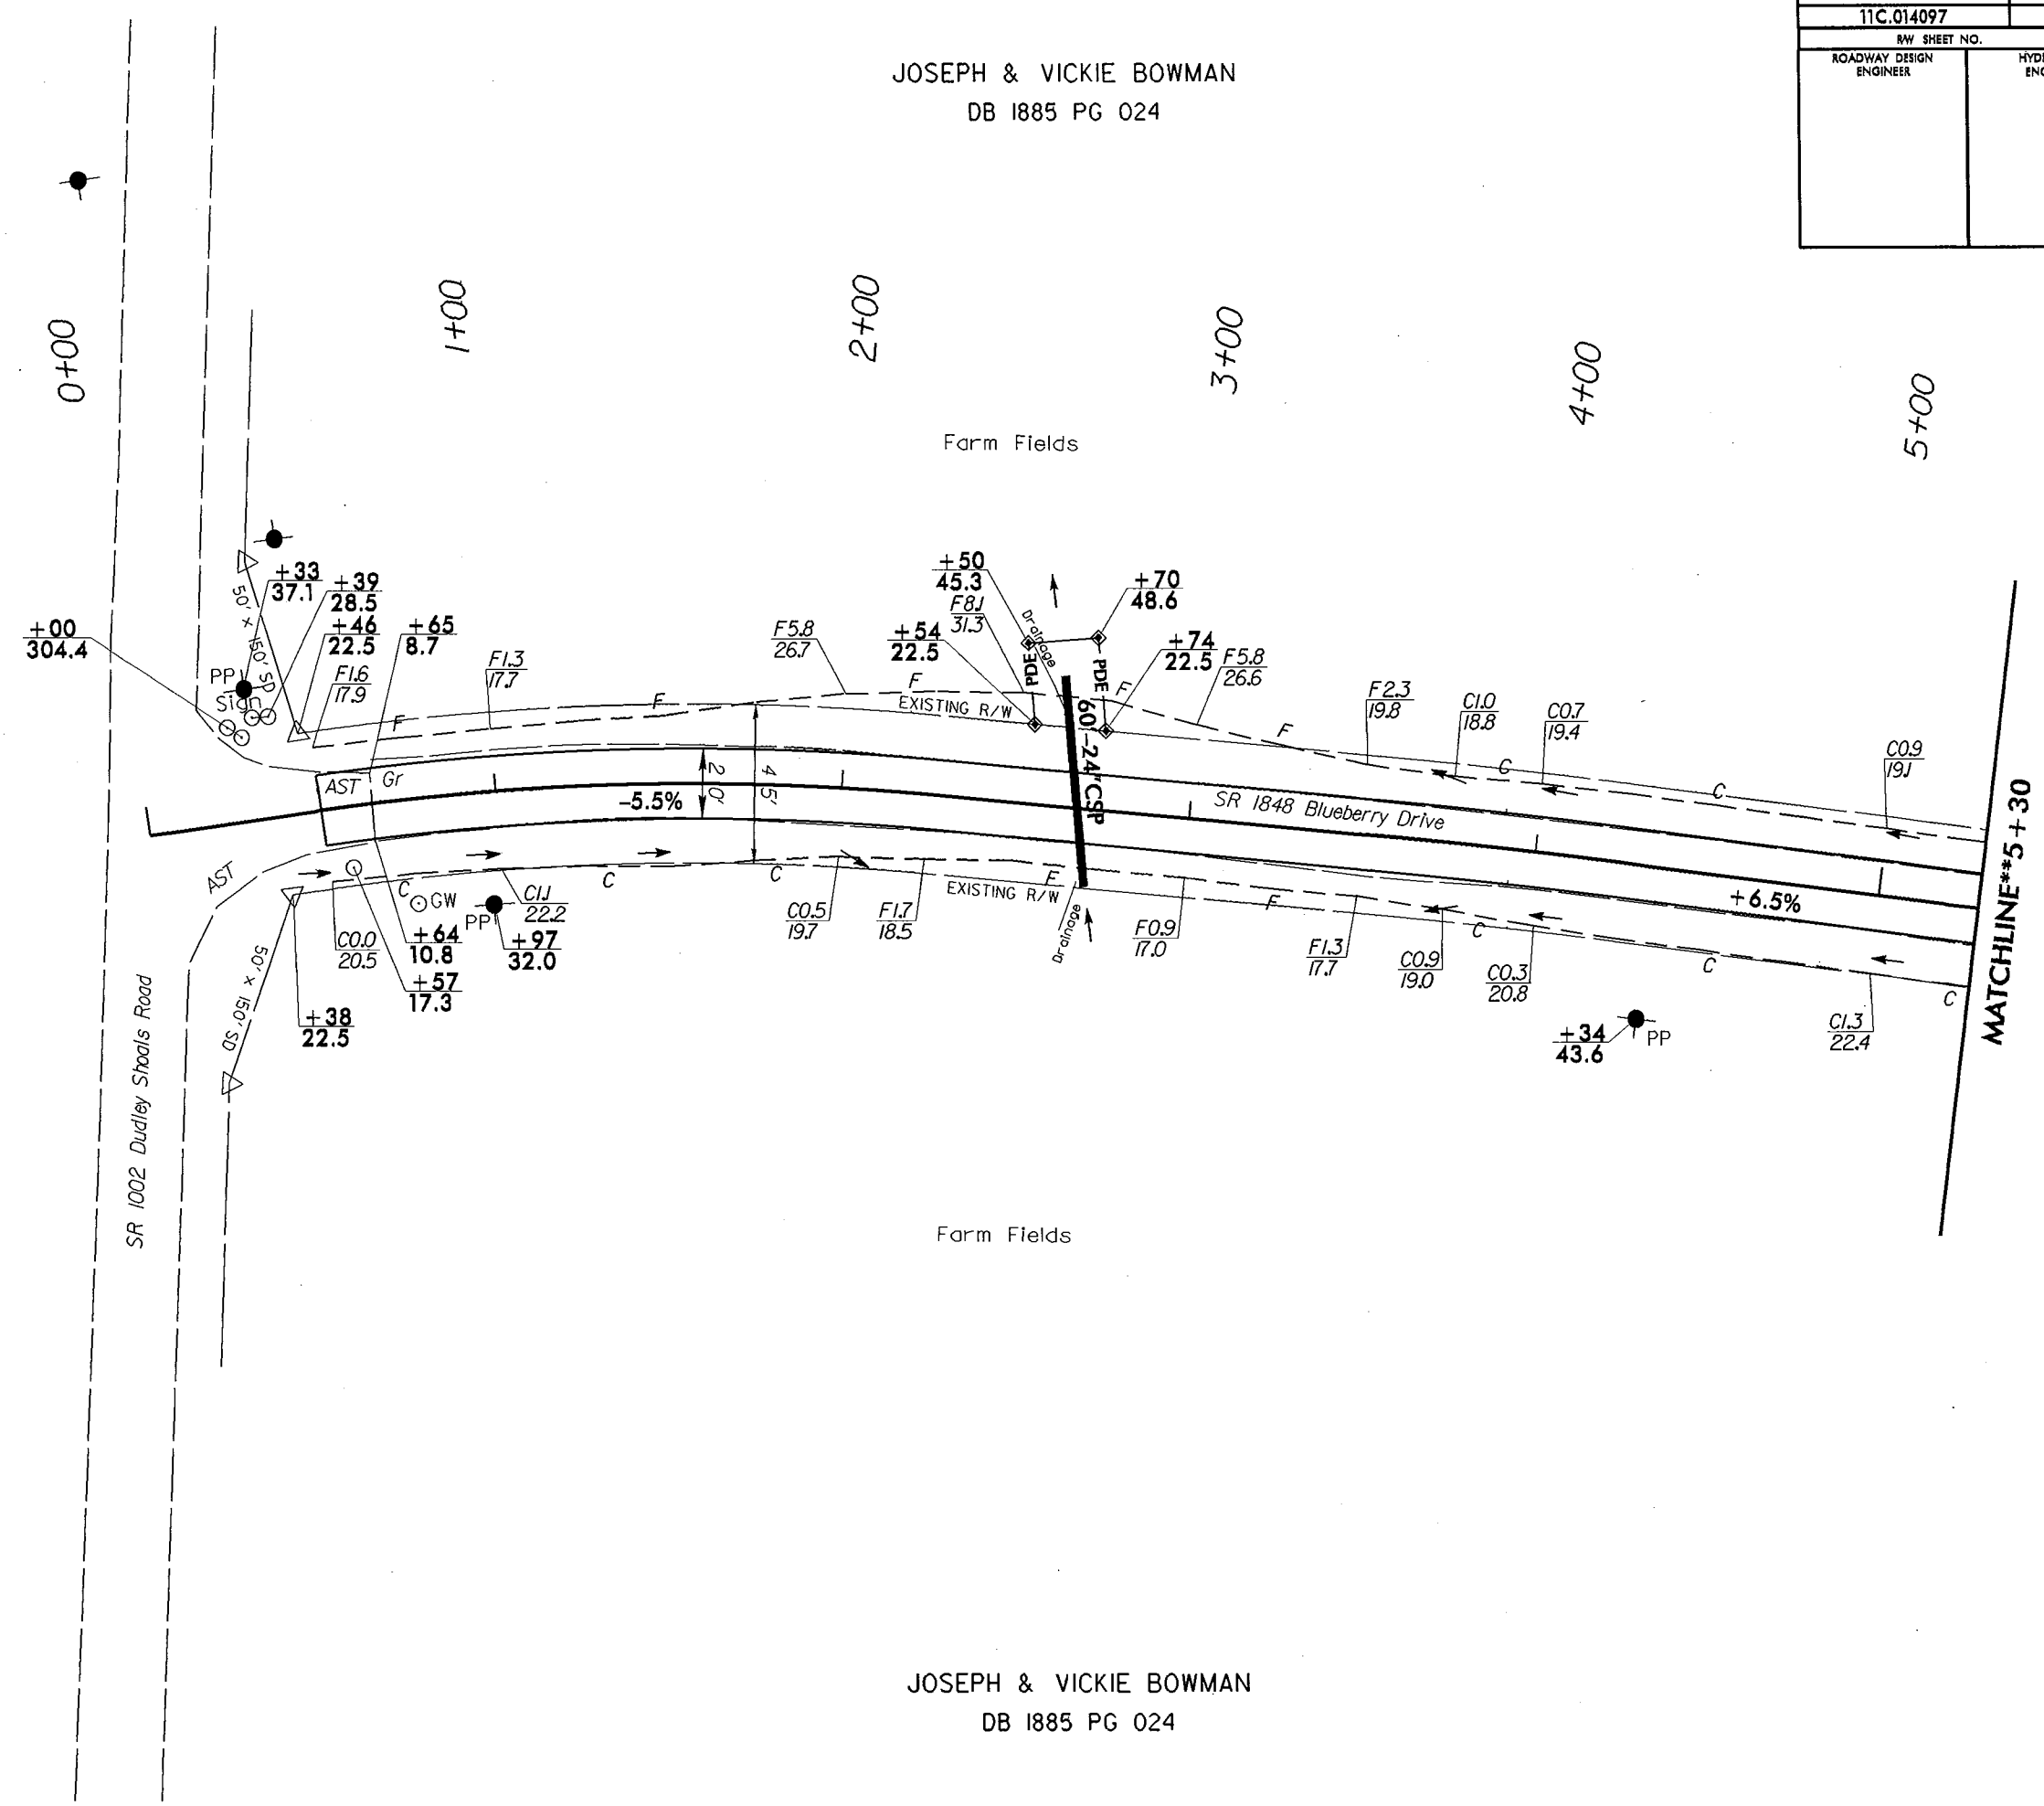 11C.014097
R/W SHEET NO.
ROADWAY DESIGN
ENGINEER
JOSEPH & VICKIE BOWMAN
DB 1885 PG 024
0+00
1+00
2+00
3+00
4+00
5+00
Farm Fields
+00
304.4
+33
37.1
+39
28.5
+46
22.5
+65
8.7
50' x 150' SD
PP
Sign
F1.6
17.9
F1.3
17.7
F5.8
26.7
+50
45.3
F8.1
31.3
+54
22.5
Drainage
+70
48.6
+74
22.5
F5.8
26.6
F2.3
19.8
C1.0
18.8
C0.7
19.4
C0.9
19.1
PDE
PDE
F
F
F
F
F
C
C
EXISTING R/W
60'-24"CSP
AST
Gr
-5.5%
20'
45'
SR 1848 Blueberry Drive
+6.5%
MATCHLINE**5+30
AST
C
C
C
F
F
C
C
C
GW
PP
C1.1
22.2
C0.0
20.5
+64
10.8
+97
32.0
+57
17.3
+38
22.5
50' x 150' SD
C0.5
19.7
F1.7
18.5
EXISTING R/W
Drainage
F0.9
17.0
F1.3
17.7
C0.9
19.0
C0.3
20.8
+34
43.6
PP
C1.3
22.4
SR 1002 Dudley Shoals Road
Farm Fields
JOSEPH & VICKIE BOWMAN
DB 1885 PG 024